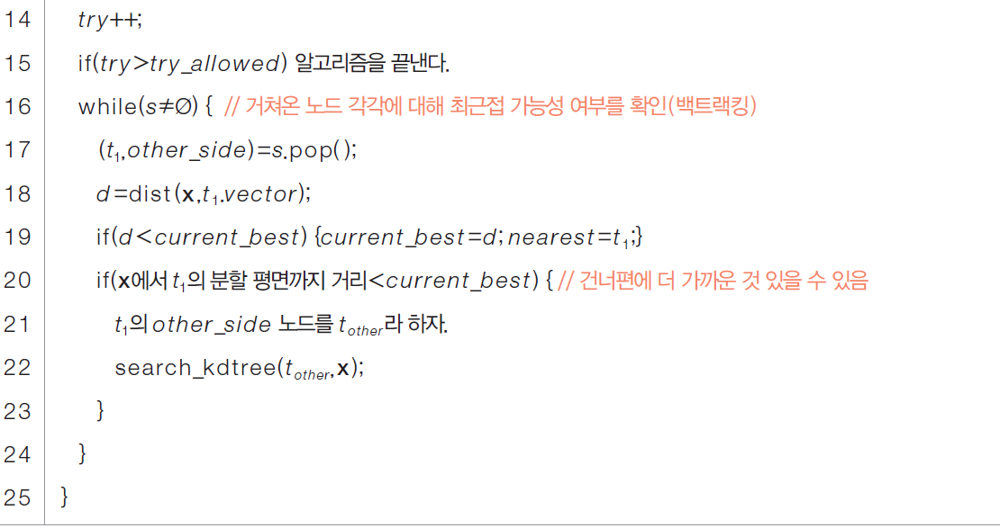 14 try++;
15 if(try>try_allowed) 알고리즘을 끝낸다.
16 while(s≠Ø) { // 거쳐온 노드 각각에 대해 최근접 가능성 여부를 확인(백트랙킹)
17 (t₁,other_side)=s.pop( );
18 d=dist(x,t₁.vector);
19 if(d<current_best) {current_best=d; nearest=t₁;}
20 if(x에서 t₁의 분할 평면까지 거리<current_best) { // 건너편에 더 가까운 것 있을 수 있음
21 t₁의 other_side 노드를 t_other라 하자.
22 search_kdtree(t_other,x);
23 }
24 }
25 }